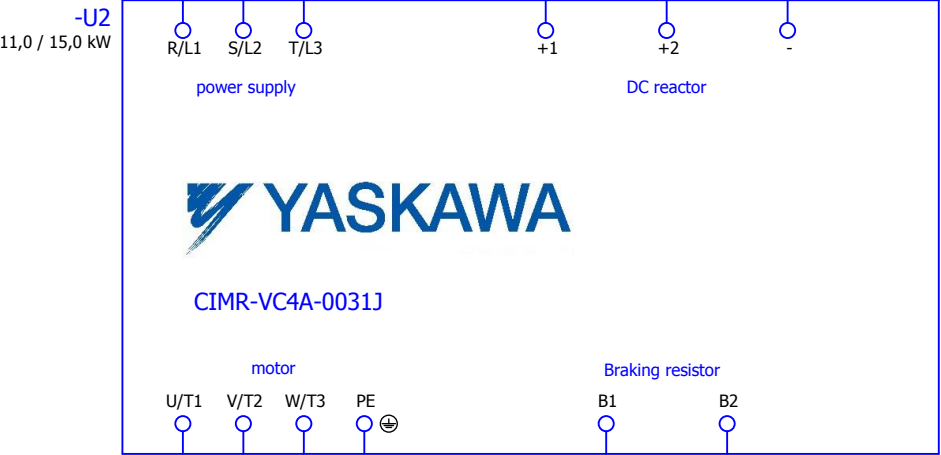 -U2
11,0 / 15,0 kW
R/L1 S/L2 T/L3 +1 +2 -
power supply DC reactor
YASKAWA
CIMR-VC4A-0031J
motor Braking resistor
U/T1 V/T2 W/T3 PE B1 B2